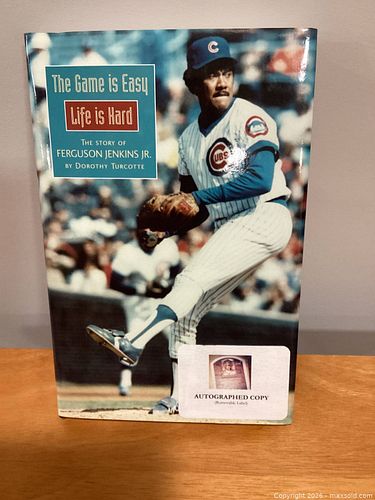 The Game is Easy
Life is Hard
THE STORY OF
FERGUSON JENKINS JR.
BY DOROTHY TURCOTTE
C
CUBS
AUTOGRAPHED COPY
(Removable Label)
Copyright 2026 - maxsold.com